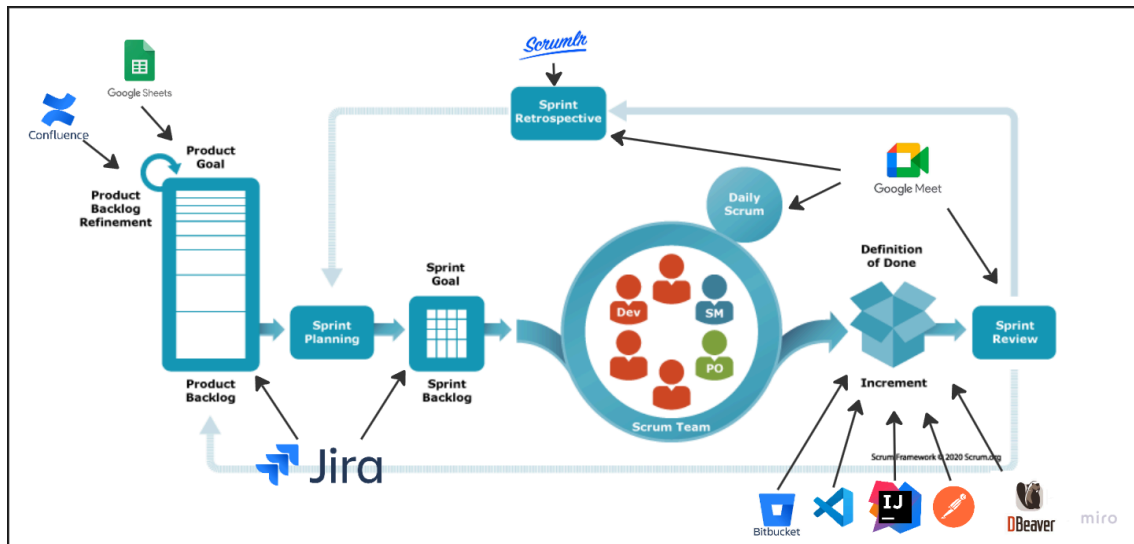 Scrumlr
Google Sheets
Confluence
Sprint
Retrospective
Product
Goal
Google Meet
Product
Backlog
Refinement
Daily
Scrum
Definition
of Done
Sprint
Goal
Dev
SM
Sprint
Planning
Sprint
Review
PO
Product
Backlog
Sprint
Backlog
Increment
Scrum Team
Jira
Scrum Framework © 2020 Scrum.org
IJ
Bitbucket
DBeaver
miro